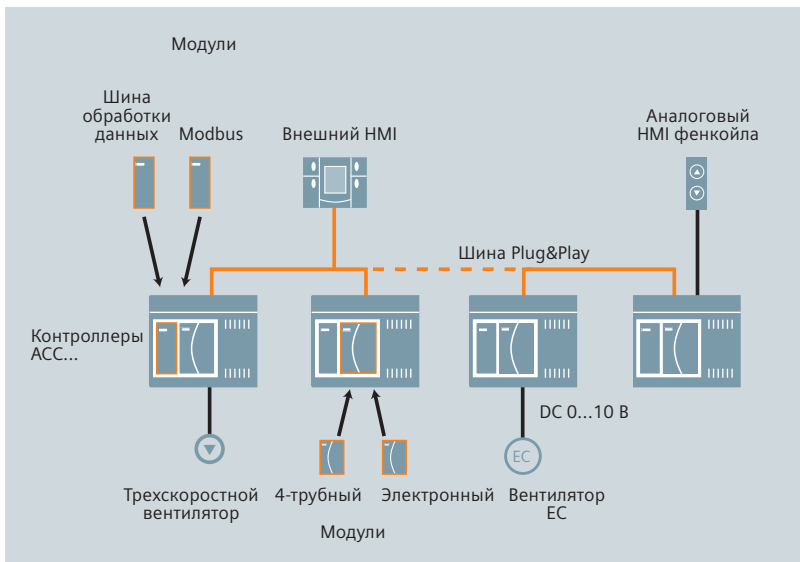 Модули
Шина
обработки
данных
Modbus
Внешний HMI
Аналоговый
HMI фенкойла
Шина Plug&Play
Контроллеры
ACC...
DC 0...10 В
EC
Трехскоростной
вентилятор
4-трубный
Электронный
Вентилятор
EC
Модули